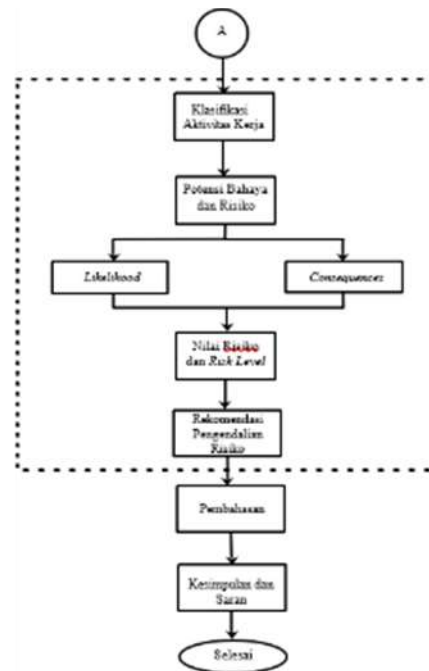 A
Klasifikasi
Aktivitas Kerja
Potensi Bahaya
dan Risiko
Likelihood
Consequences
Nilai Risiko
dan Risk Level
Rekomendasi
Pengendalian
Risiko
Pembahasan
Kesimpulan dan
Saran
Selesai